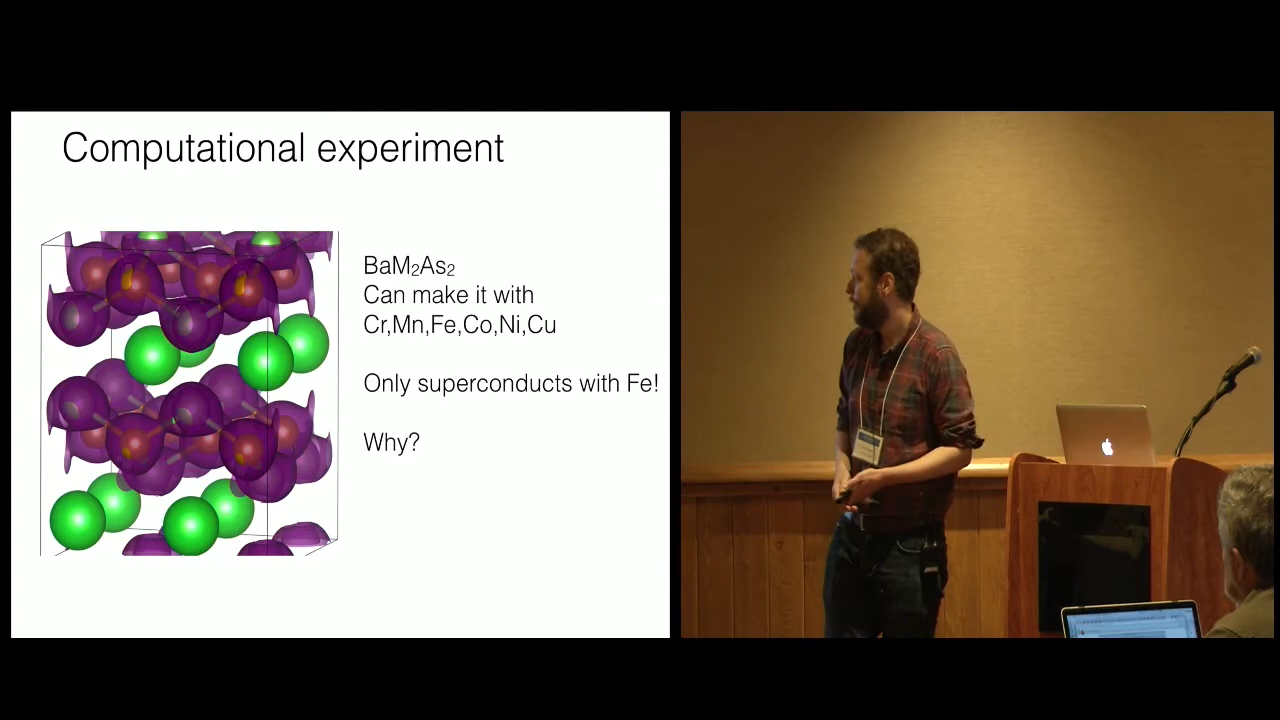 Computational experiment
BaM₂As₂
Can make it with
Cr,Mn,Fe,Co,Ni,Cu
Only superconducts with Fe!
Why?